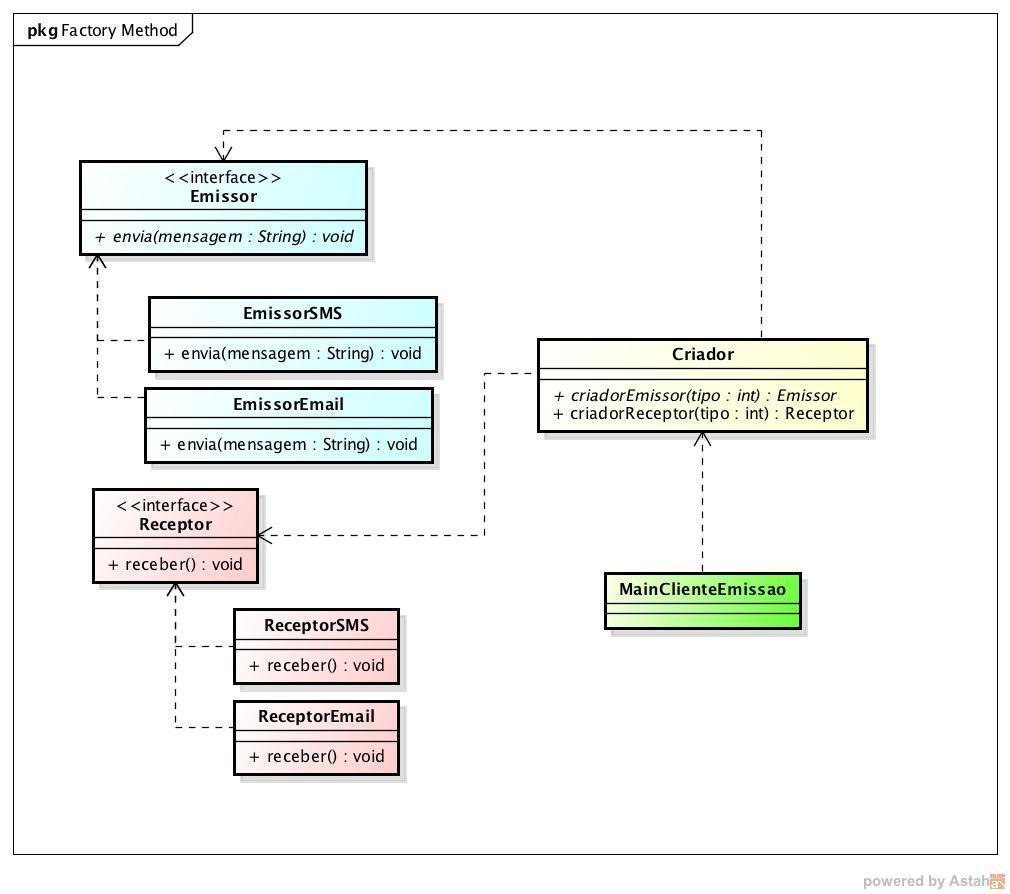 pkg Factory Method
<<interface>>
Emissor
+ envia(mensagem : String) : void
EmissorSMS
+ envia(mensagem : String) : void
EmissorEmail
+ envia(mensagem : String) : void
Criador
+ criadorEmissor(tipo : int) : Emissor
+ criadorReceptor(tipo : int) : Receptor
<<interface>>
Receptor
+ receber() : void
MainClienteEmissao
ReceptorSMS
+ receber() : void
ReceptorEmail
+ receber() : void
powered by Astah